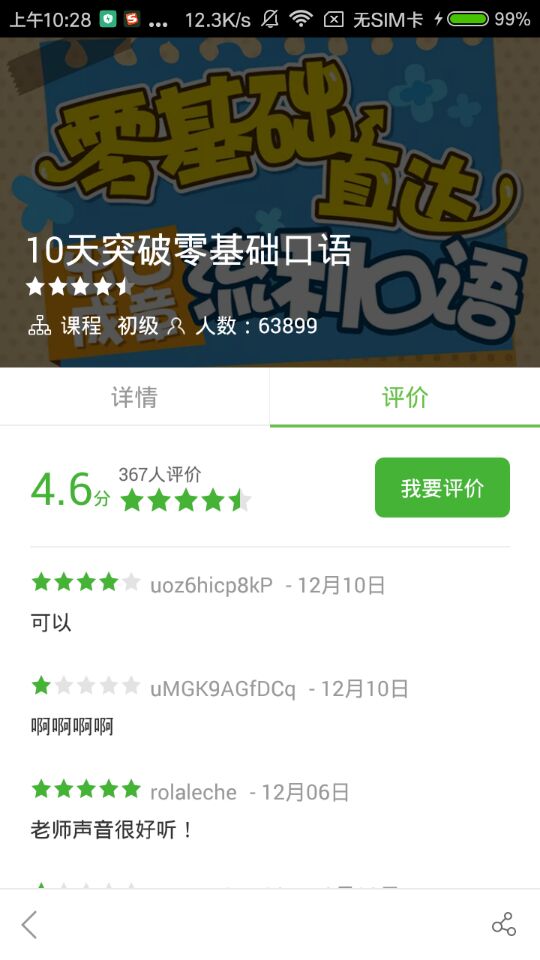 上午10:28 ... 12.3K/s 无SIM卡 99%
零基础
直达
流利口语
10天突破零基础口语
课程 初级 人数：63899
详情 评价
4.6分 367人评价
我要评价
uoz6hicp8kP - 12月10日
可以
uMGK9AGfDCq - 12月10日
啊啊啊啊
rolaleche - 12月06日
老师声音很好听！